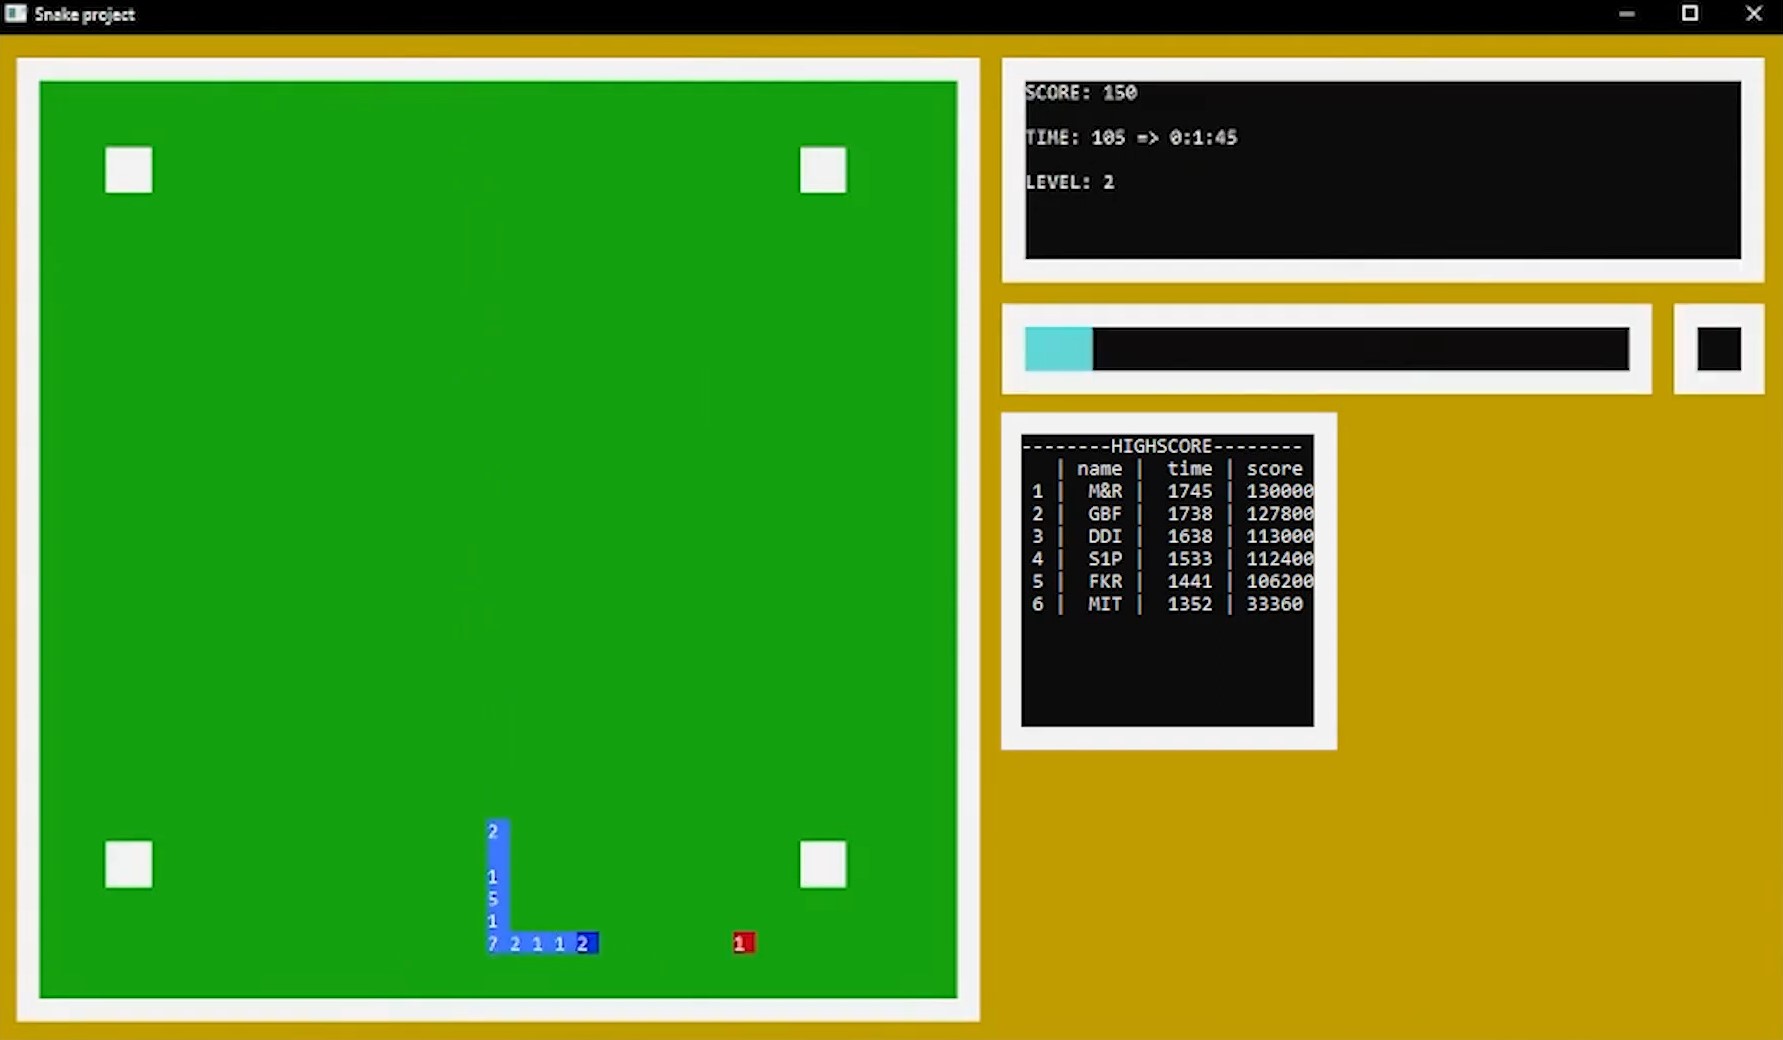 Snake project
SCORE: 150
TIME: 105 => 0:1:45
LEVEL: 2
--------HIGHSCORE--------
| name | time | score
1 | M&R | 1745 | 130000
2 | GBF | 1738 | 127800
3 | DDI | 1638 | 113000
4 | S1P | 1533 | 112400
5 | FKR | 1441 | 106200
6 | MIT | 1352 | 33360
2
1
5
1
7 2 1 1 2 1